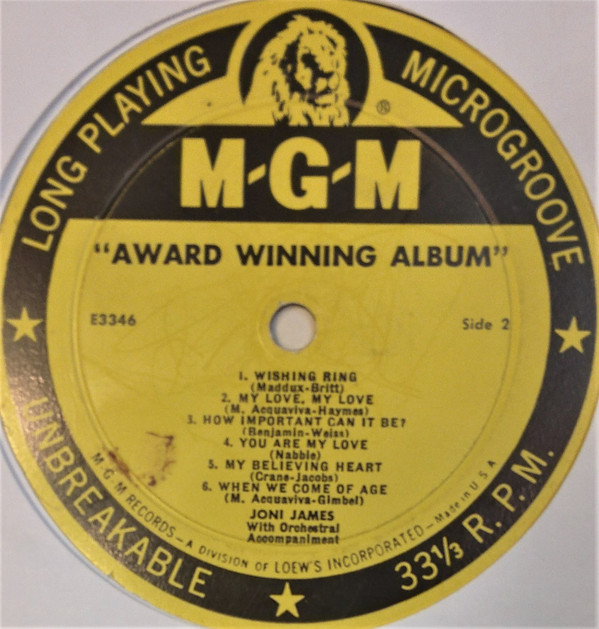 LONG PLAYING
MICROGROOVE
®
M-G-M
"AWARD WINNING ALBUM"
E3346
Side 2
1. WISHING RING
(Maddux-Britt)
2. MY LOVE, MY LOVE
(M. Acquaviva-Haymes)
3. HOW IMPORTANT CAN IT BE?
(Benjamin-Weiss)
4. YOU ARE MY LOVE
(Nabbie)
5. MY BELIEVING HEART
(Crane-Jacobs)
6. WHEN WE COME OF AGE
(M. Acquaviva-Gimbel)
JONI JAMES
With Orchestral
Accompaniment
M G M RECORDS—A DIVISION OF LOEW'S INCORPORATED—Made in U.S.A
UNBREAKABLE
33⅓ R.P.M.